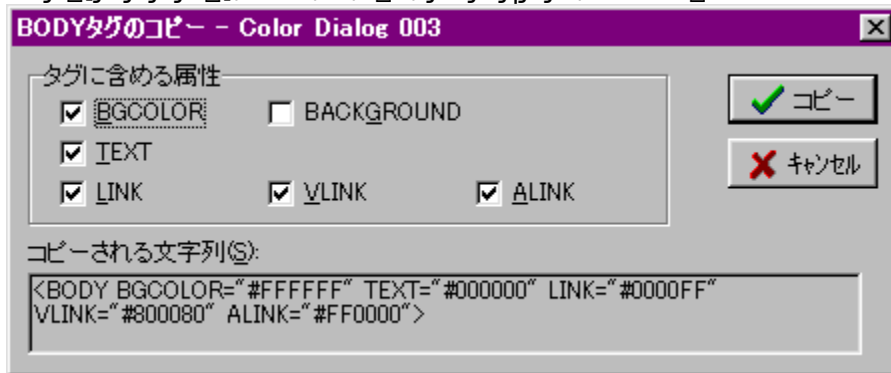 BODYタグのコピー - Color Dialog 003
タグに含める属性
BGCOLOR BACKGROUND
TEXT
LINK VLINK ALINK
コピー
キャンセル
コピーされる文字列(S):
<BODY BGCOLOR="#FFFFFF" TEXT="#000000" LINK="#0000FF"
VLINK="#800080" ALINK="#FF0000">